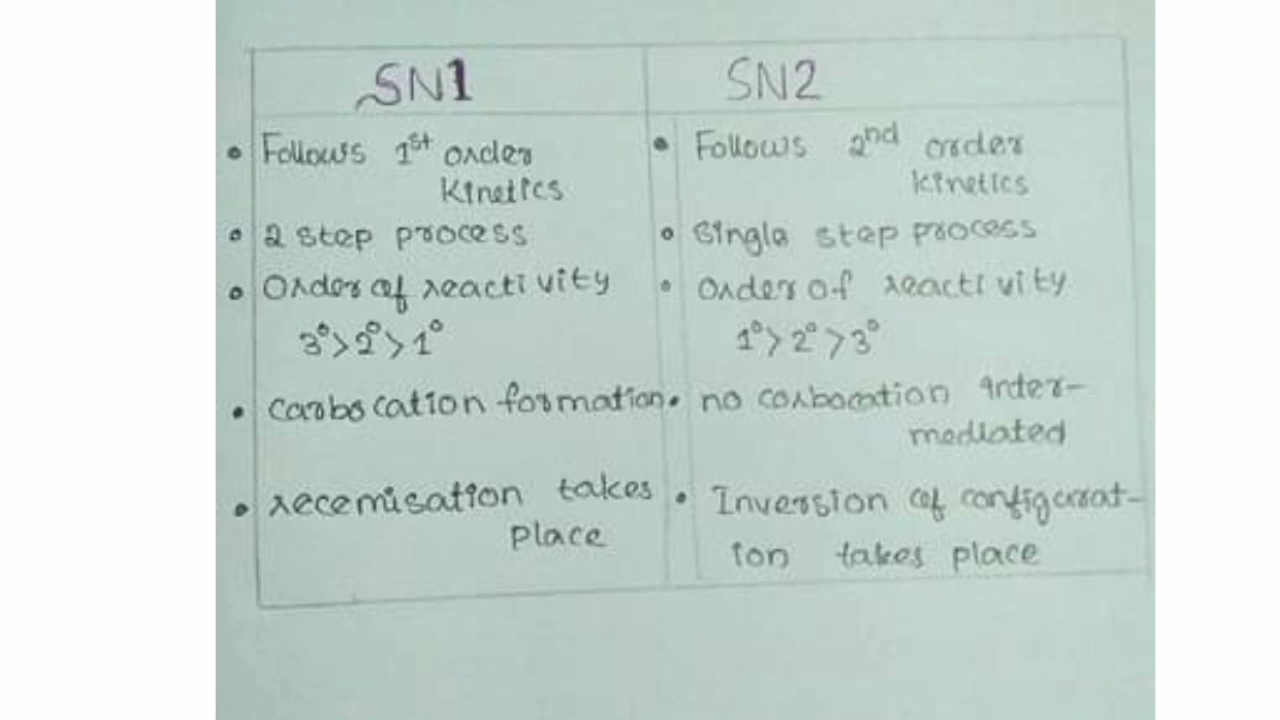 SN1
SN2
• Follows 1st order
Kinetics
• Follows 2nd order
kinetics
• 2 step process
• Single step process
• Order of reactivity
3°>2°>1°
• Order of reactivity
1°>2°>3°
• Carbocation formation
• no carbocation inter-
mediated
• recemisation takes
place
• Inversion of configurat-
ion takes place